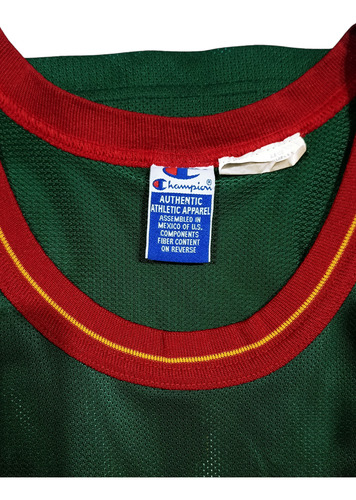 Champion®
AUTHENTIC
ATHLETIC APPAREL
ASSEMBLED IN
MEXICO OF U.S.
COMPONENTS
FIBER CONTENT
ON REVERSE